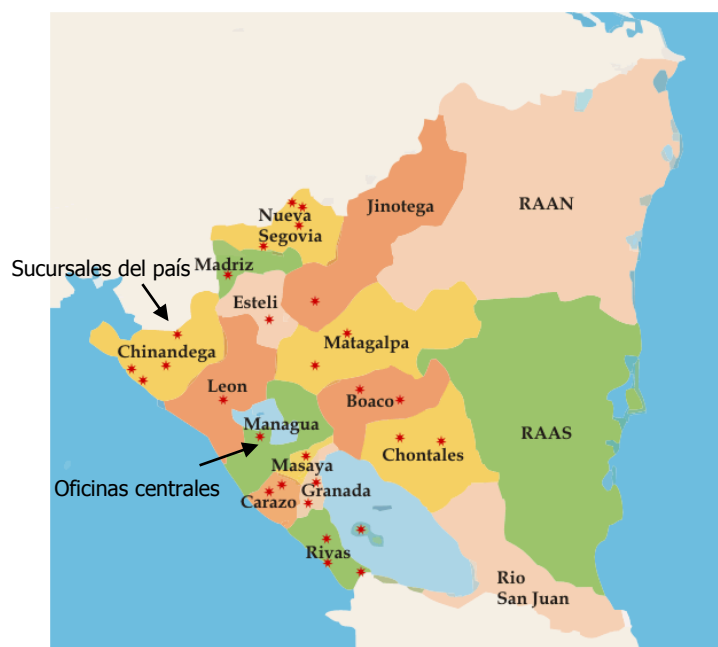 Jinotega
RAAN
Nueva
Segovia
Sucursales del país
Madriz
Esteli
Chinandega
Matagalpa
Leon
Boaco
Managua
RAAS
Chontales
Masaya
Oficinas centrales
Granada
Carazo
Rivas
Rio
San Juan